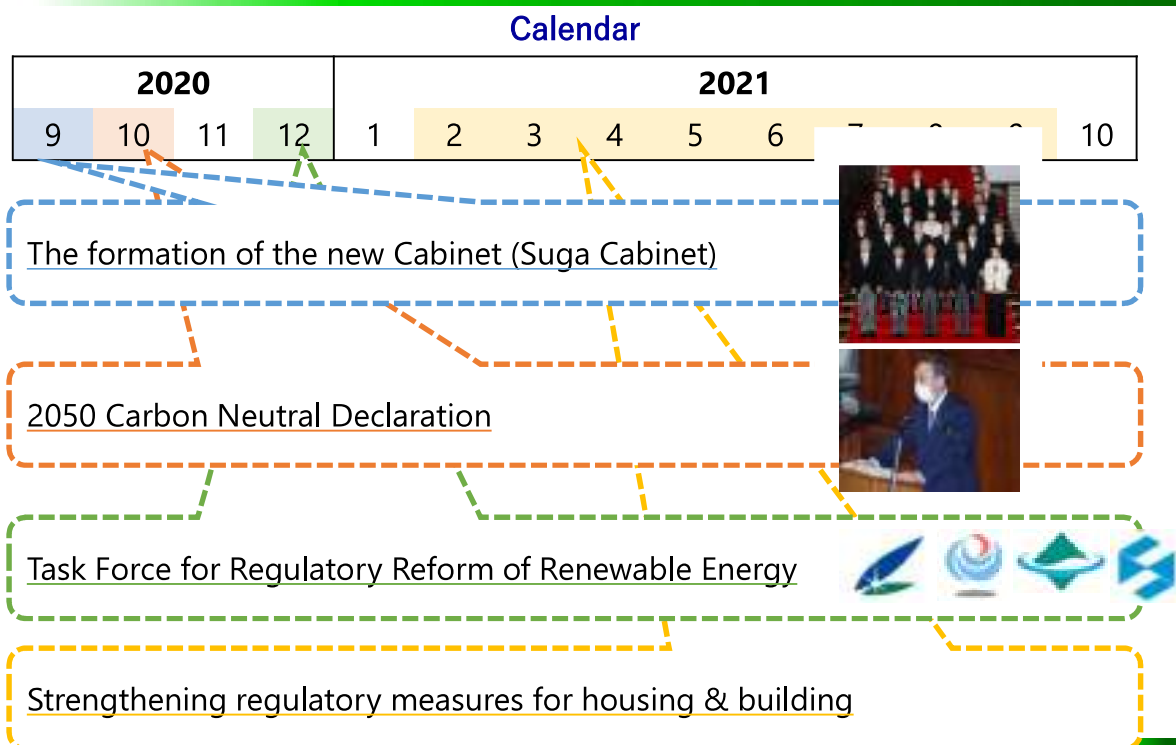 Calendar
2020 2021
9 10 11 12 1 2 3 4 5 6 10
The formation of the new Cabinet (Suga Cabinet)
2050 Carbon Neutral Declaration
Task Force for Regulatory Reform of Renewable Energy
Strengthening regulatory measures for housing & building